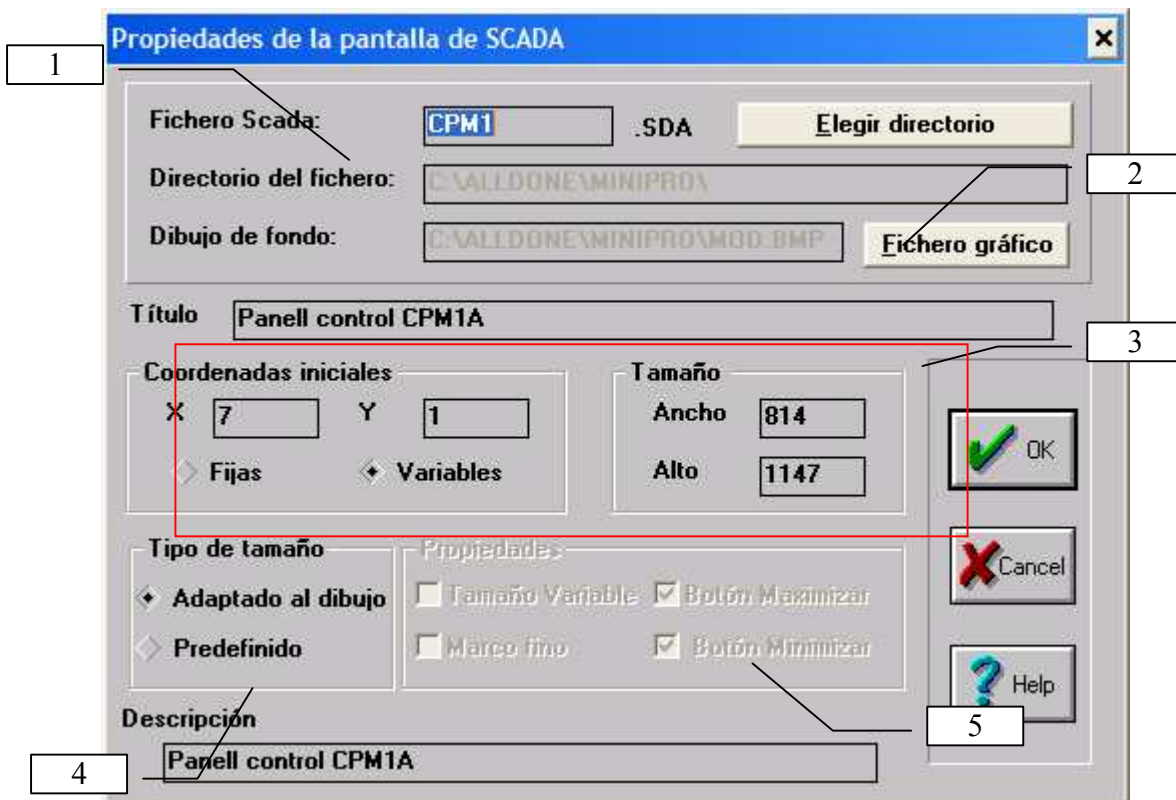 Propiedades de la pantalla de SCADA
1
Fichero Scada: CPM1 .SDA Elegir directorio
Directorio del fichero: C:\ALLDONE\MINIPRO\
2
Dibujo de fondo: C:\ALLDONE\MINIPRO\MOD.BMP Fichero gráfico
Título Panell control CPM1A
3
Coordenadas iniciales Tamaño
X 7 Y 1 Ancho 814
Fijas Variables Alto 1147
OK
Tipo de tamaño Propiedades
Adaptado al dibujo Tamaño Variable Botón Maximizar
Cancel
Predefinido Marco fino Botón Minimizar
Help
Descripción
5
Panell control CPM1A
4